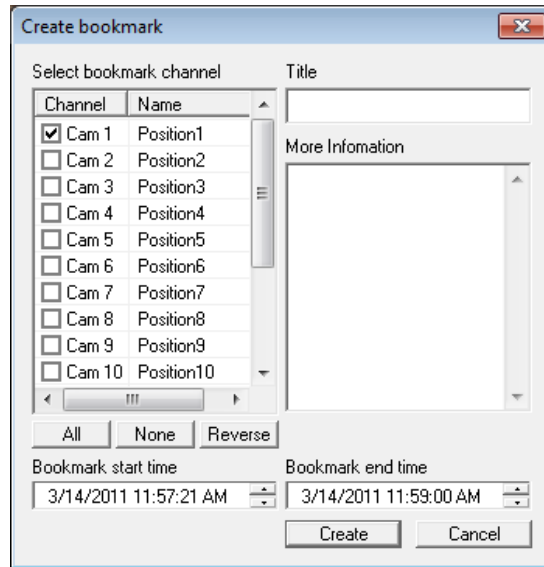 Create bookmark
Select bookmark channel
Channel Name
Cam 1 Position1
Cam 2 Position2
Cam 3 Position3
Cam 4 Position4
Cam 5 Position5
Cam 6 Position6
Cam 7 Position7
Cam 8 Position8
Cam 9 Position9
Cam 10 Position10
All None Reverse
Title
More Infomation
Bookmark start time
3/14/2011 11:57:21 AM
Bookmark end time
3/14/2011 11:59:00 AM
Create Cancel